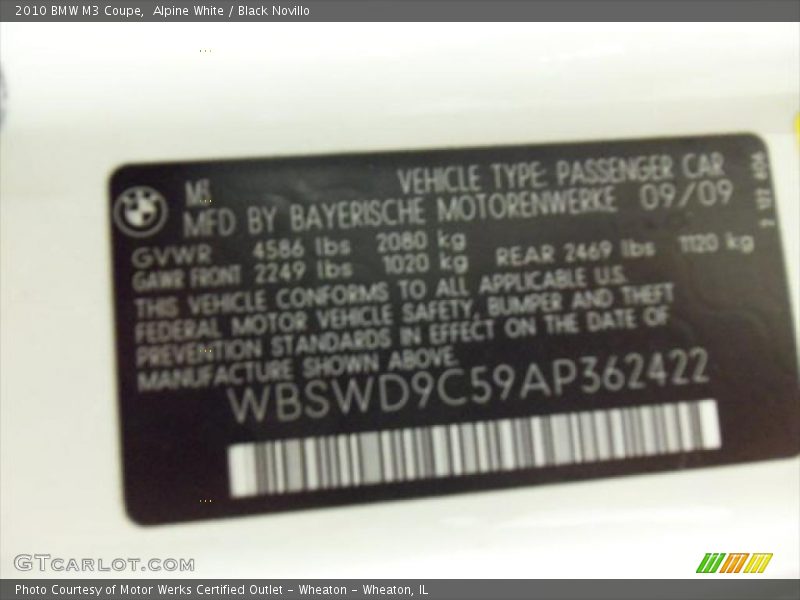 2010 BMW M3 Coupe,  Alpine White / Black Novillo
M3
VEHICLE TYPE: PASSENGER CAR
MFD BY BAYERISCHE MOTORENWERKE 09/09
GVWR 4586 lbs 2080 kg
GAWR FRONT 2249 lbs 1020 kg REAR 2469 lbs 1120 kg
THIS VEHICLE CONFORMS TO ALL APPLICABLE U.S.
FEDERAL MOTOR VEHICLE SAFETY, BUMPER AND THEFT
PREVENTION STANDARDS IN EFFECT ON THE DATE OF
MANUFACTURE SHOWN ABOVE.
WBSWD9C59AP362422
GTCARLOT.COM
Photo Courtesy of Motor Werks Certified Outlet - Wheaton - Wheaton, IL